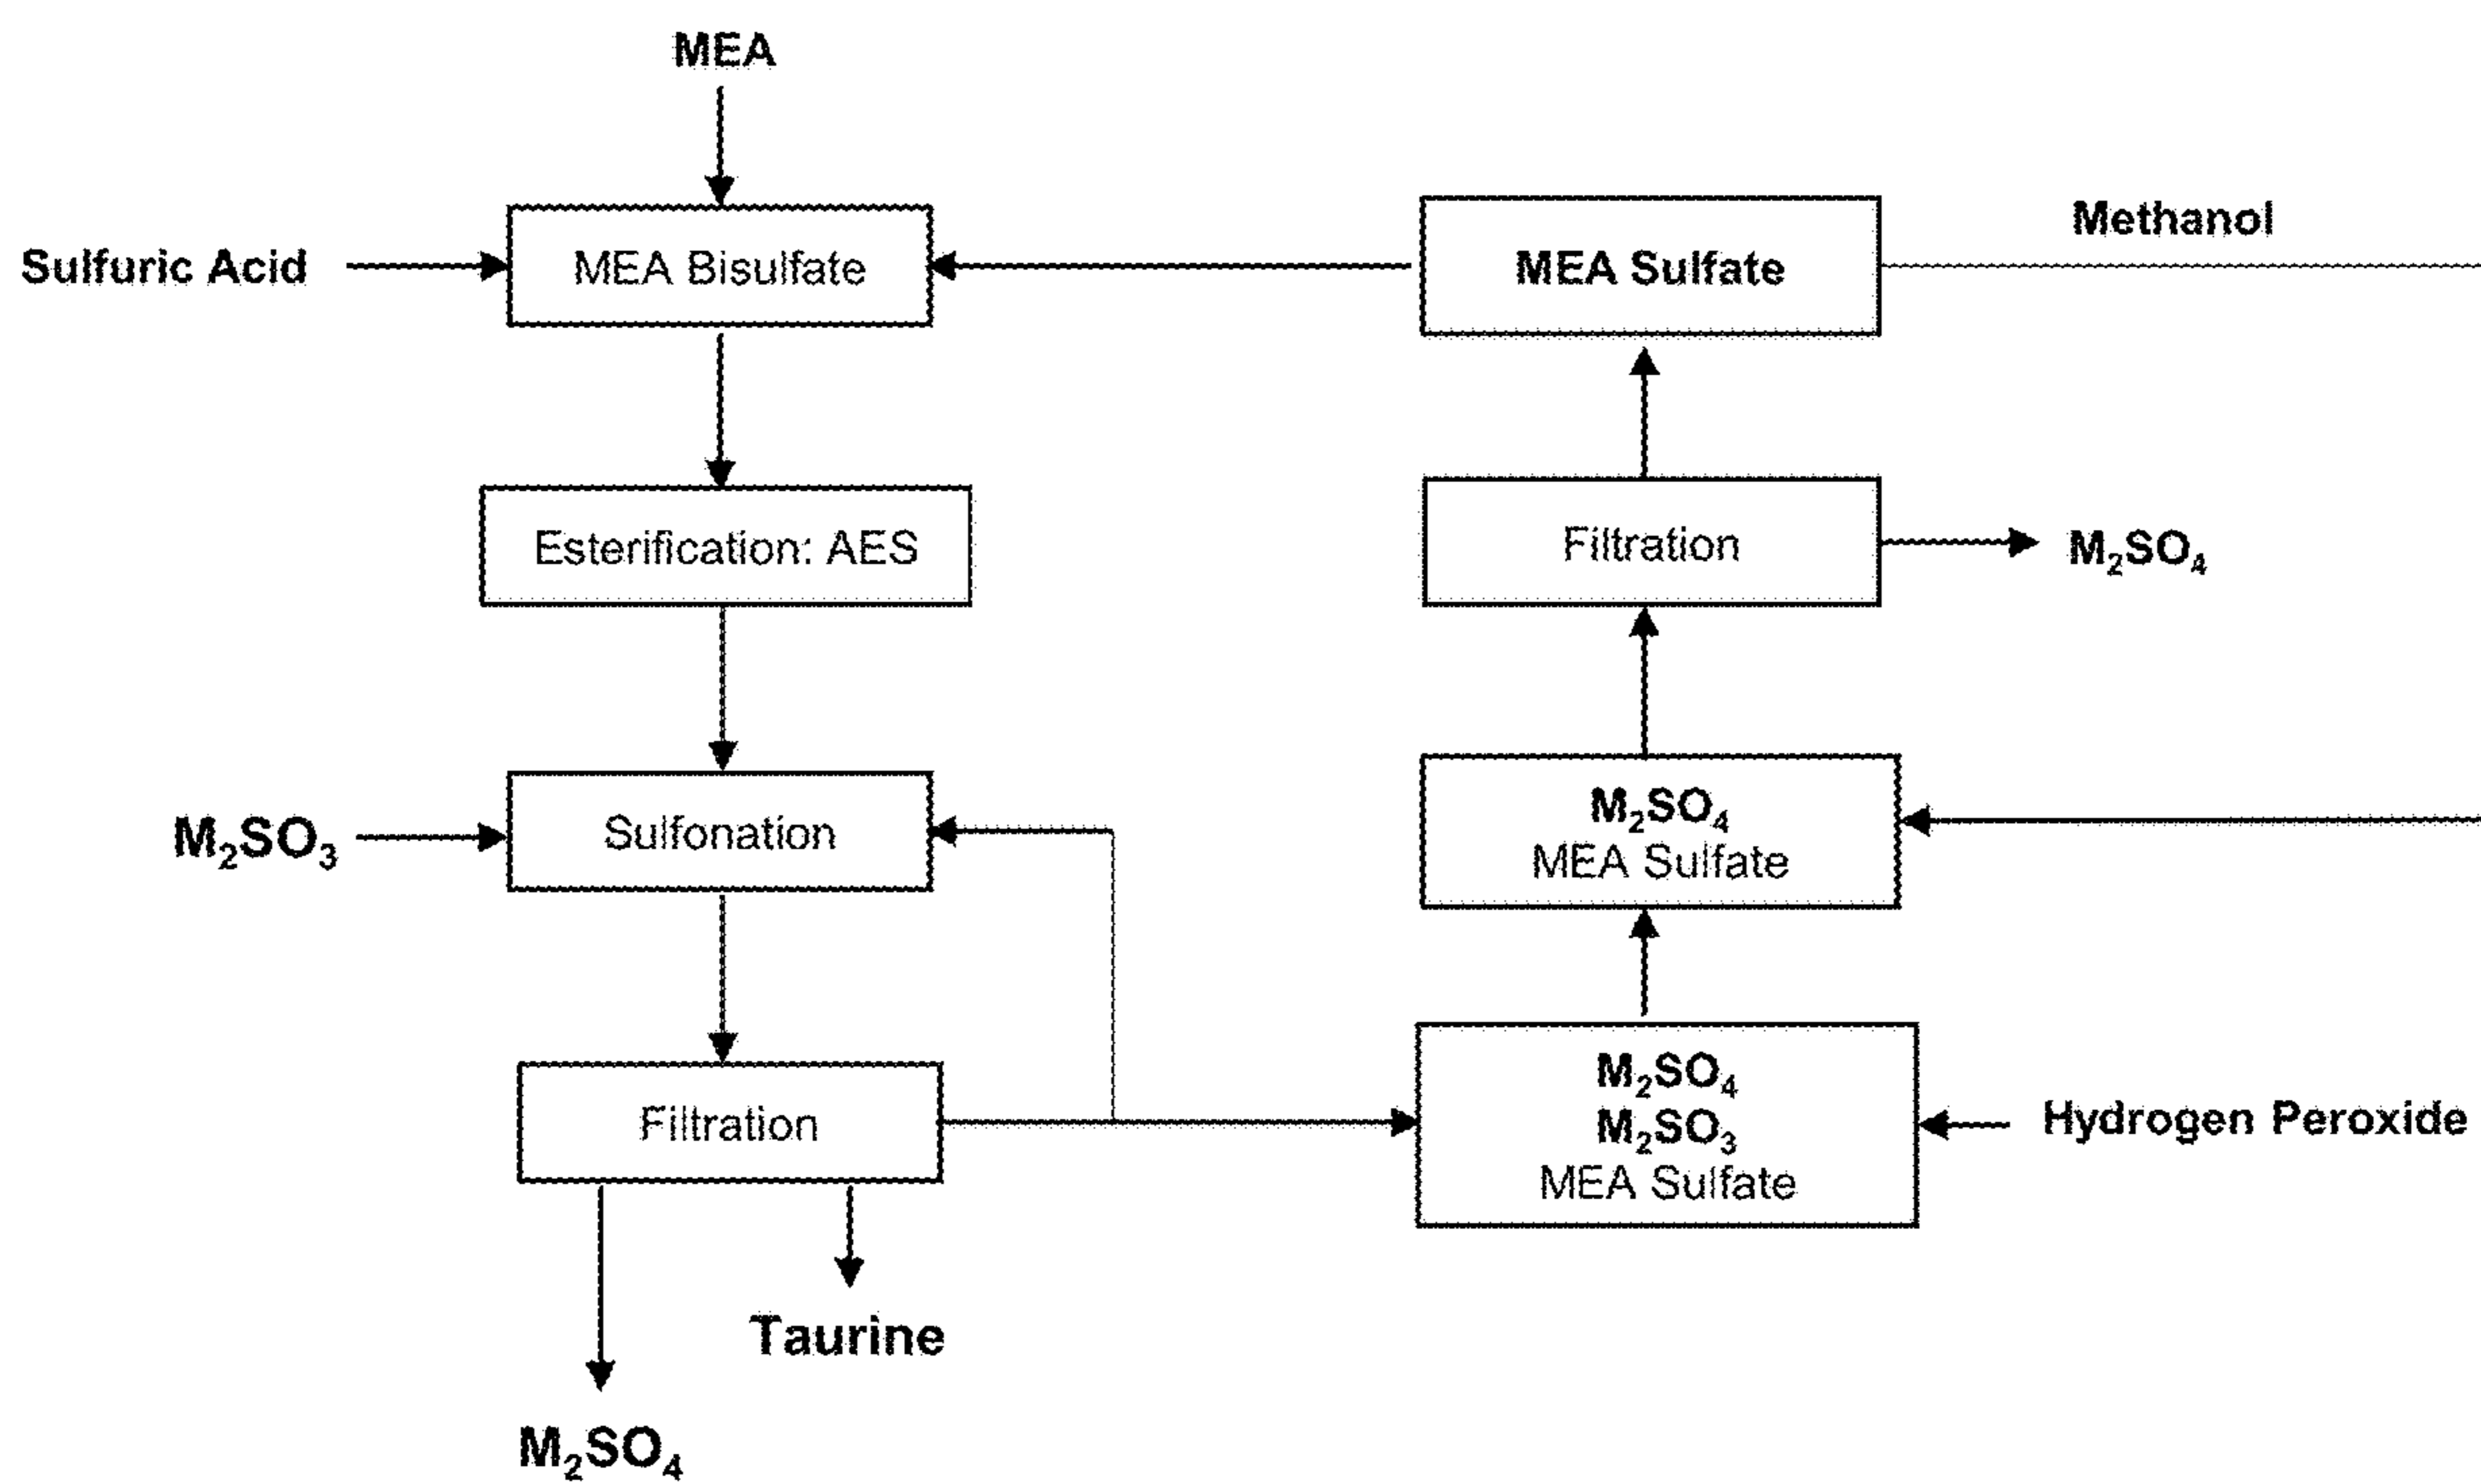 MEA
Sulfuric Acid
MEA Bisulfate
MEA Sulfate
Methanol
Esterification: AES
Filtration
M₂SO₄
M₂SO₃
Sulfonation
M₂SO₄
MEA Sulfate
Filtration
M₂SO₄
M₂SO₃
MEA Sulfate
Hydrogen Peroxide
Taurine
M₂SO₄